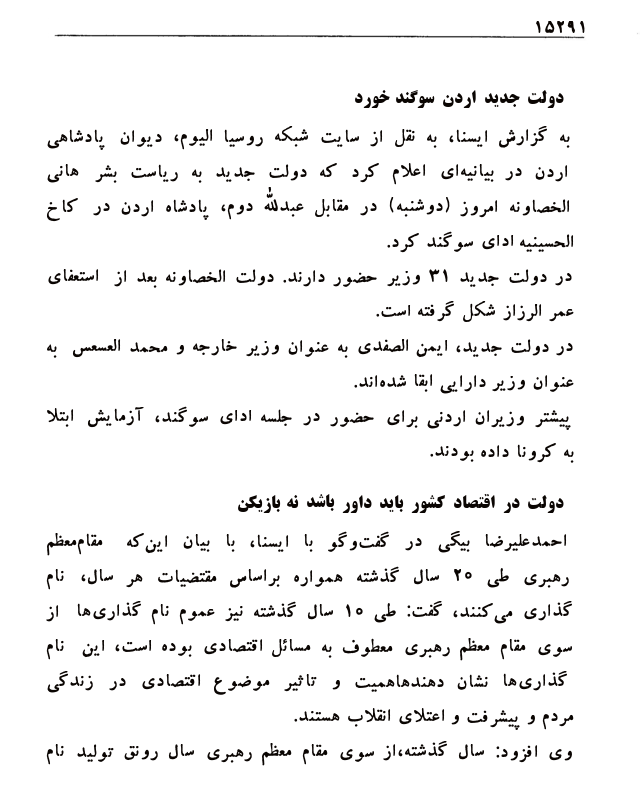 ۱۵۲۹۱
دولت جدید اردن سوگند خورد
به گزارش ایسنا، به نقل از سایت شبکه روسیا الیوم، دیوان پادشاهی
اردن در بیانیه‌ای اعلام کرد که دولت جدید به ریاست بشر هانی
الخصاونه امروز (دوشنبه) در مقابل عبدالله دوم، پادشاه اردن در کاخ
الحسینیه ادای سوگند کرد.
در دولت جدید ۳۱ وزیر حضور دارند. دولت الخصاونه بعد از استعفای
عمر الرزاز شکل گرفته است.
در دولت جدید، ایمن الصفدی به عنوان وزیر خارجه و محمد العسعس به
عنوان وزیر دارایی ابقا شده‌اند.
پیشتر وزیران اردنی برای حضور در جلسه ادای سوگند، آزمایش ابتلا
به کرونا داده بودند.
دولت در اقتصاد کشور باید داور باشد نه بازیکن
احمدعلیرضا بیگی در گفت‌وگو با ایسنا، با بیان این‌که مقام‌معظم
رهبری طی ۲۰ سال گذشته همواره براساس مقتضیات هر سال، نام
گذاری می‌کنند، گفت: طی ۱۵ سال گذشته نیز عموم نام گذاری‌ها از
سوی مقام معظم رهبری معطوف به مسائل اقتصادی بوده است، این نام
گذاری‌ها نشان دهندهاهمیت و تاثیر موضوع اقتصادی در زندگی
مردم و پیشرفت و اعتلای انقلاب هستند.
وی افزود: سال گذشته،از سوی مقام معظم رهبری سال رونق تولید نام